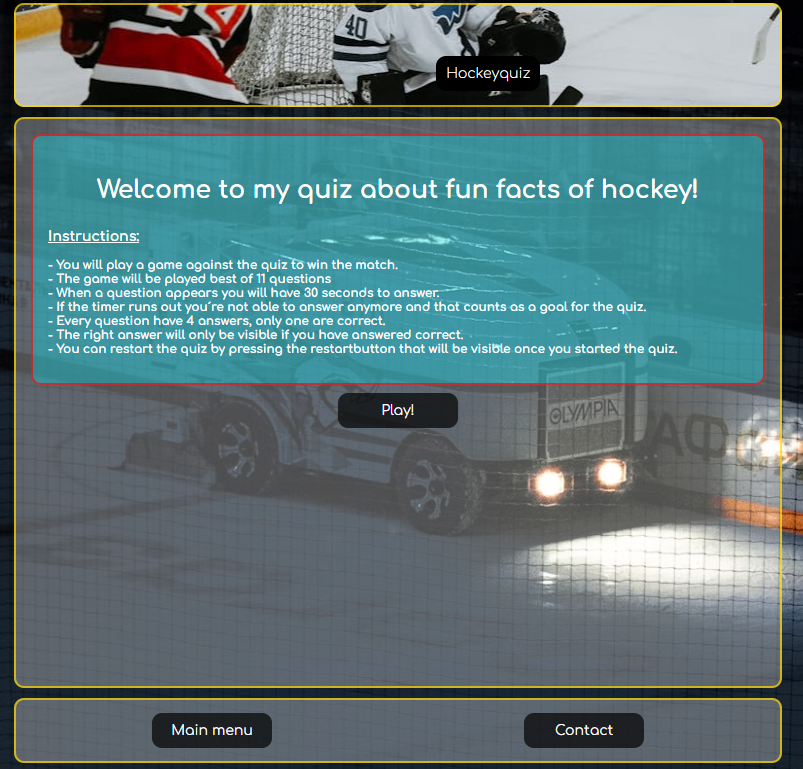 40
Hockeyquiz
Welcome to my quiz about fun facts of hockey!
Instructions:
- You will play a game against the quiz to win the match.
- The game will be played best of 11 questions
- When a question appears you will have 30 seconds to answer.
- If the timer runs out you´re not able to answer anymore and that counts as a goal for the quiz.
- Every question have 4 answers, only one are correct.
- The right answer will only be visible if you have answered correct.
- You can restart the quiz by pressing the restartbutton that will be visible once you started the quiz.
Play!
OLYMPIA
Main menu
Contact